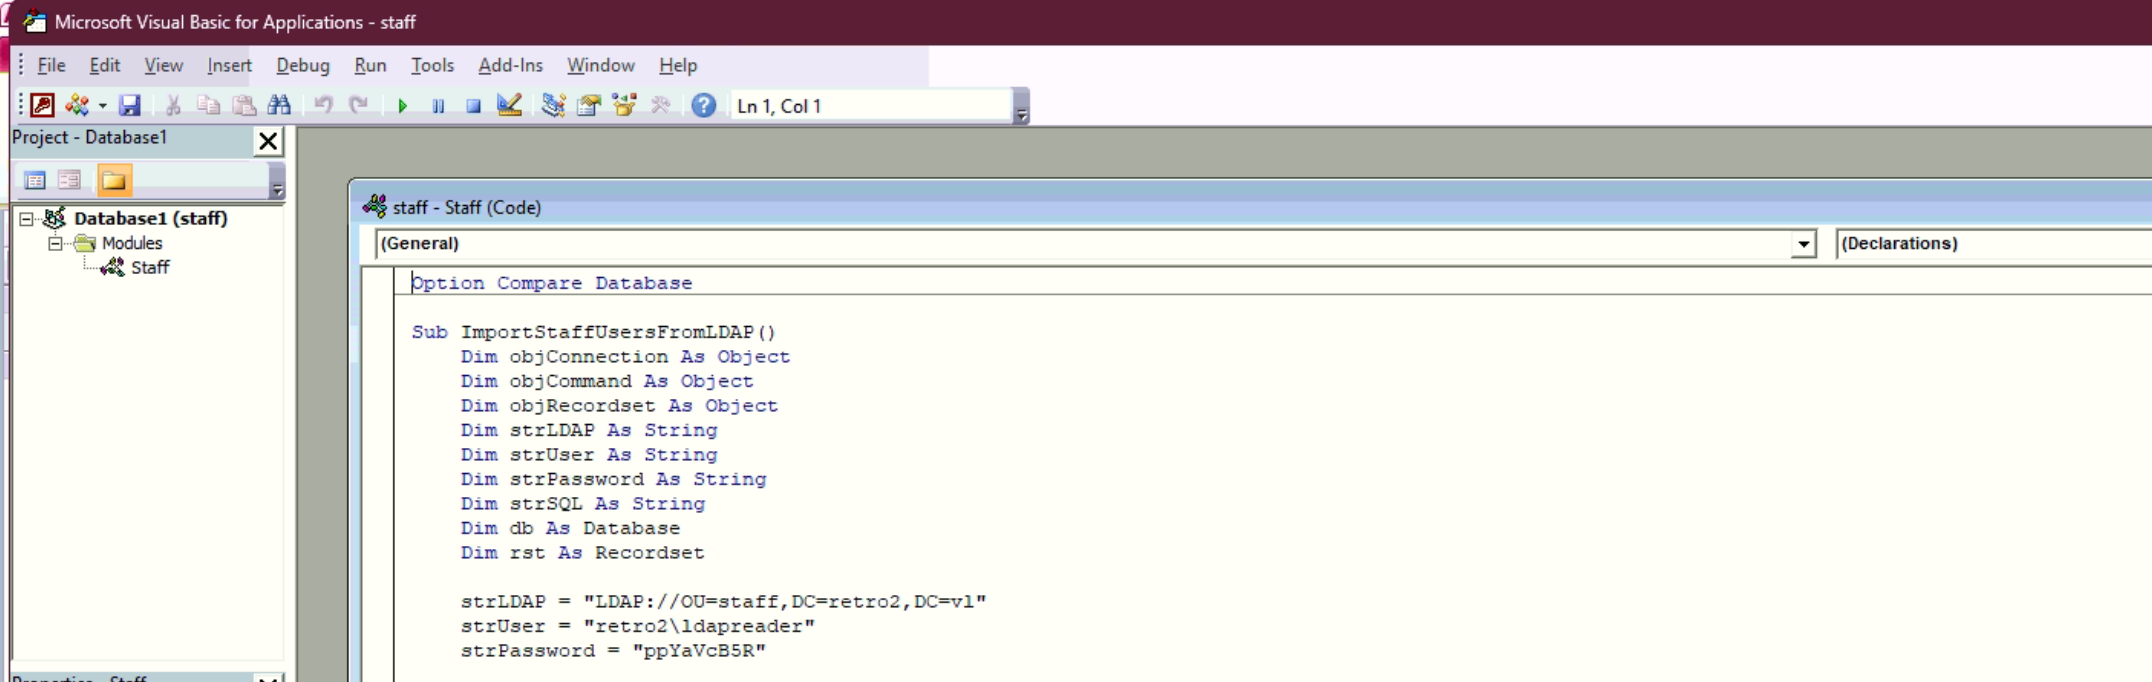 Microsoft Visual Basic for Applications - staff
File Edit View Insert Debug Run Tools Add-Ins Window Help
Ln 1, Col 1
Project - Database1
Database1 (staff)
Modules
Staff
staff - Staff (Code)
(General)
(Declarations)
Option Compare Database
Sub ImportStaffUsersFromLDAP()
Dim objConnection As Object
Dim objCommand As Object
Dim objRecordset As Object
Dim strLDAP As String
Dim strUser As String
Dim strPassword As String
Dim strSQL As String
Dim db As Database
Dim rst As Recordset
strLDAP = "LDAP://OU=staff,DC=retro2,DC=vl"
strUser = "retro2\ldapreader"
strPassword = "ppYaVcB5R"
Properties - Staff